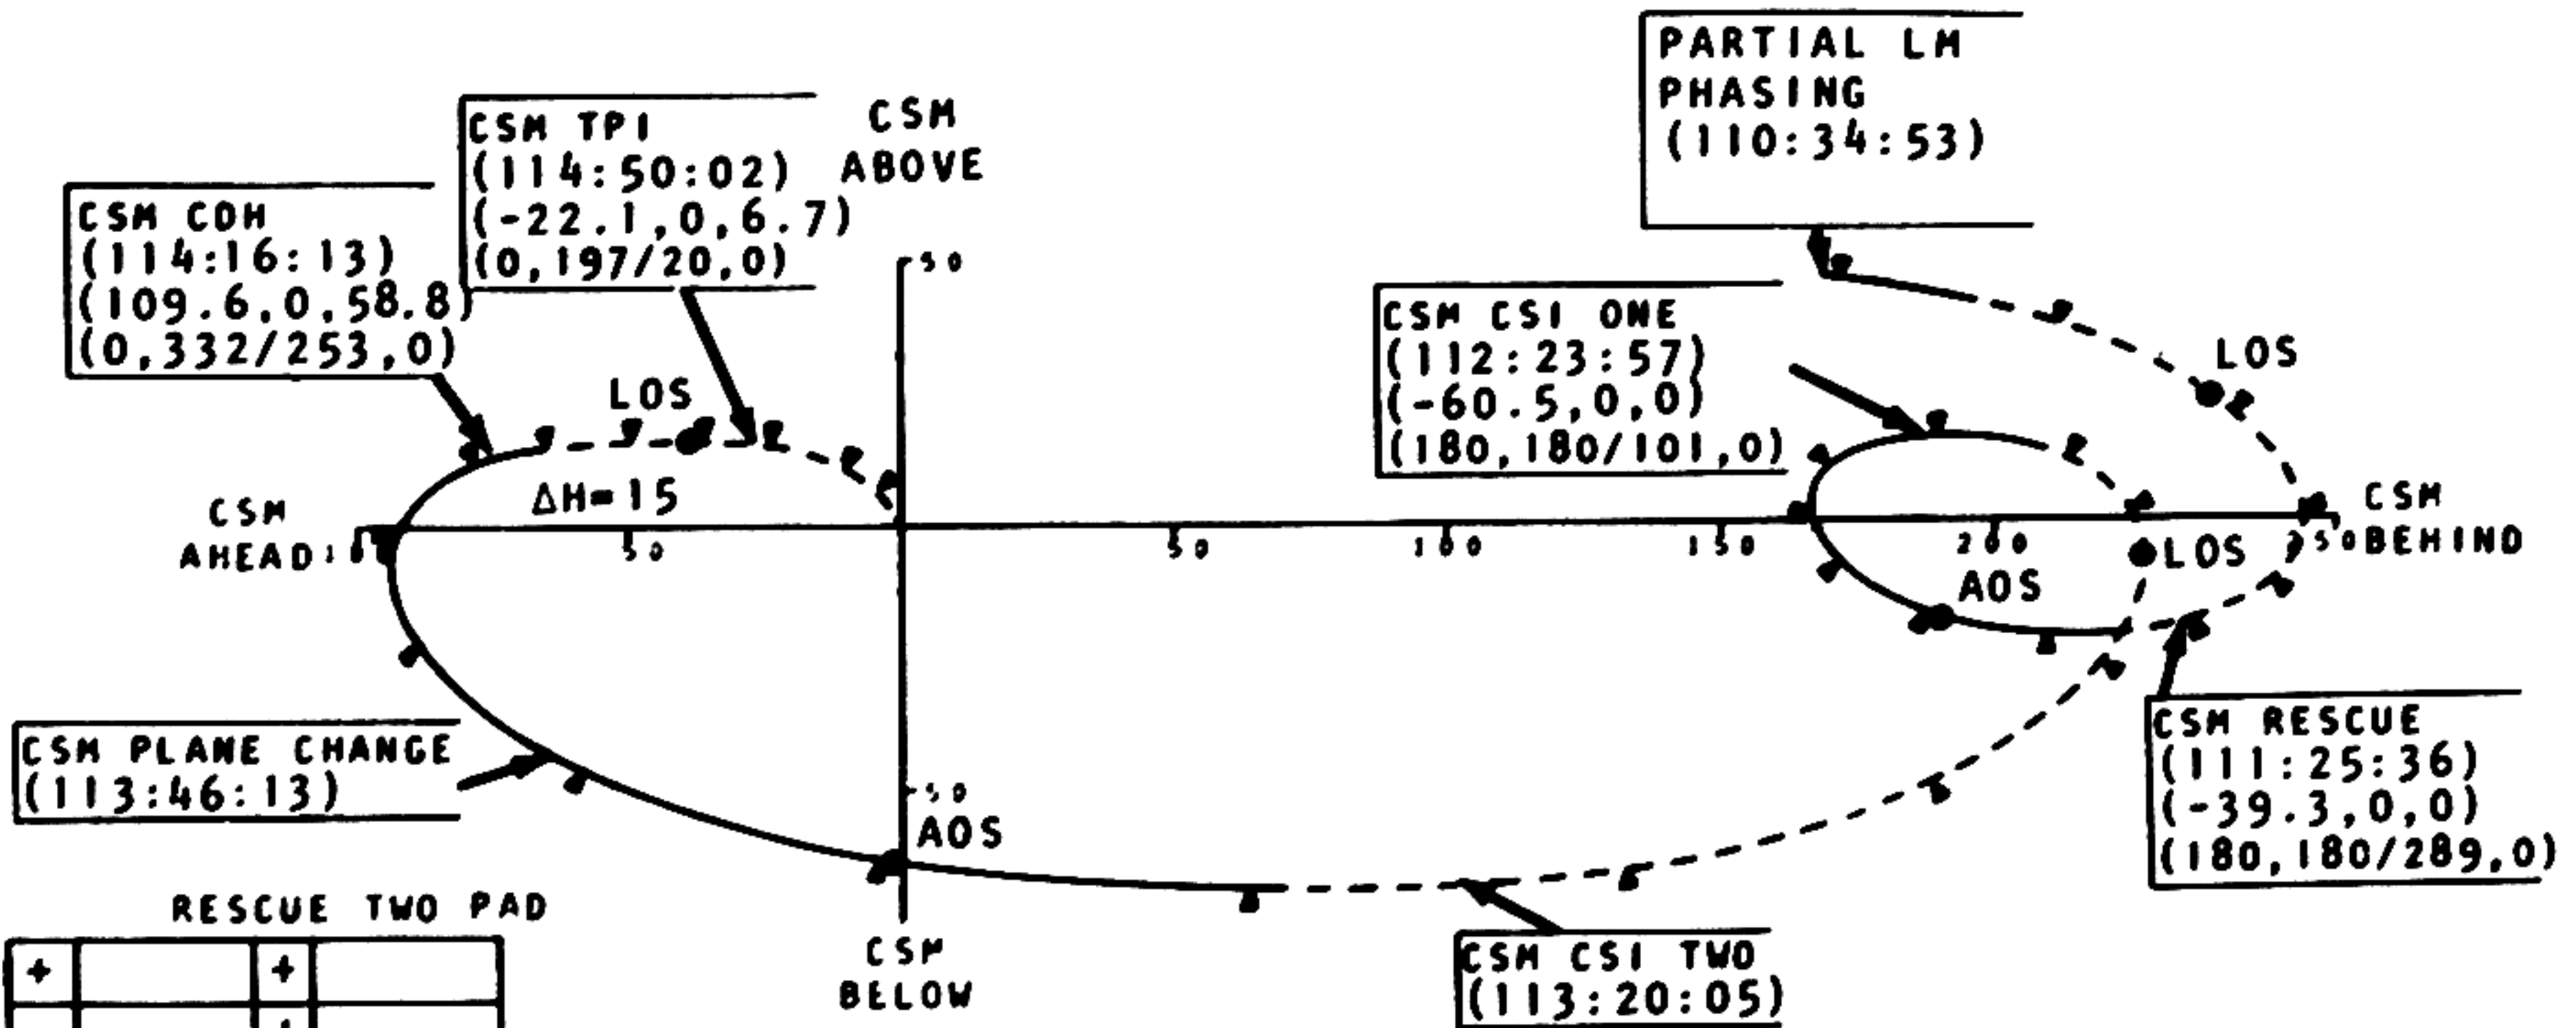 PARTIAL LM
PHASING
(110:34:53)
CSM TPI
(114:50:02)
(-22.1,0,6.7)
(0,197/20,0)
CSM
ABOVE
CSM CDH
(114:16:13)
(109.6,0,58.8)
(0,332/253,0)
50
CSM CSI ONE
(112:23:57)
(-60.5,0,0)
(180,180/101,0)
LOS
LOS
ΔH=15
CSM
AHEAD
50
50
100
150
200
250
CSM
BEHIND
LOS
AOS
CSM PLANE CHANGE
(113:46:13)
50
AOS
CSM RESCUE
(111:25:36)
(-39.3,0,0)
(180,180/289,0)
RESCUE TWO PAD
+ +
CSM
BELOW
CSM CSI TWO
(113:20:05)